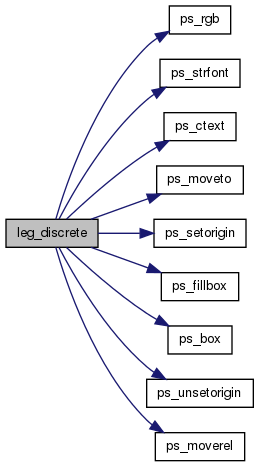 ps_rgb
ps_strfont
ps_ctext
ps_moveto
leg_discrete
ps_setorigin
ps_fillbox
ps_box
ps_unsetorigin
ps_moverel